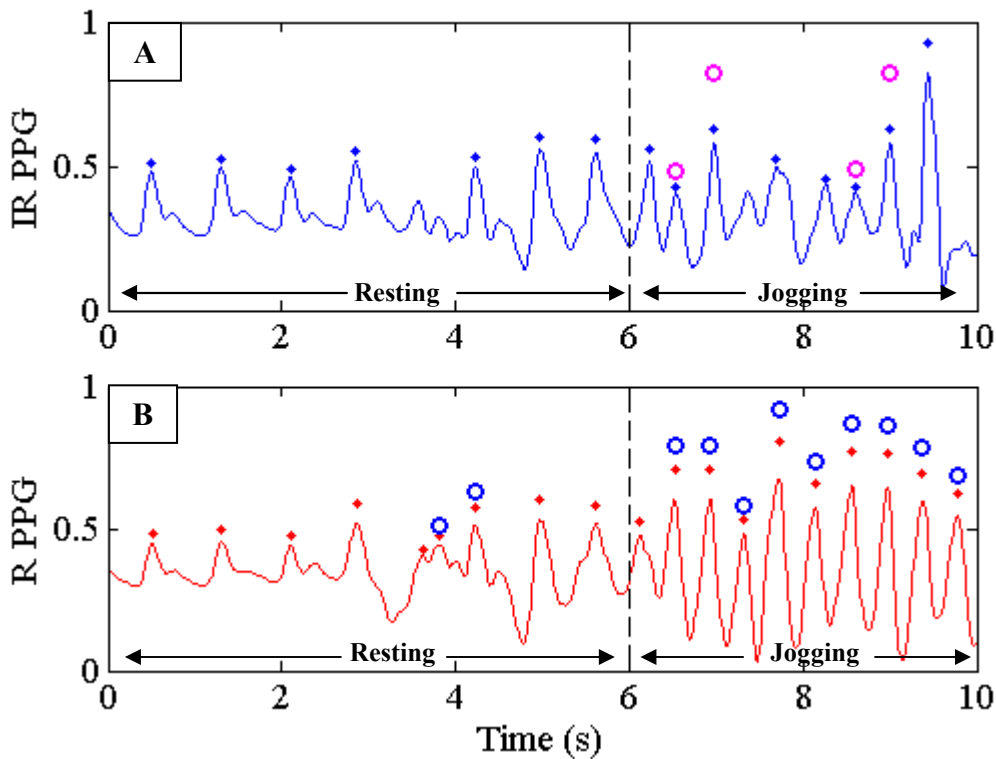 1
A
IR PPG
0.5
Resting
Jogging
0
0 2 4 6 8 10
1
B
R PPG
0.5
Resting
Jogging
0
0 2 4 6 8 10
Time (s)